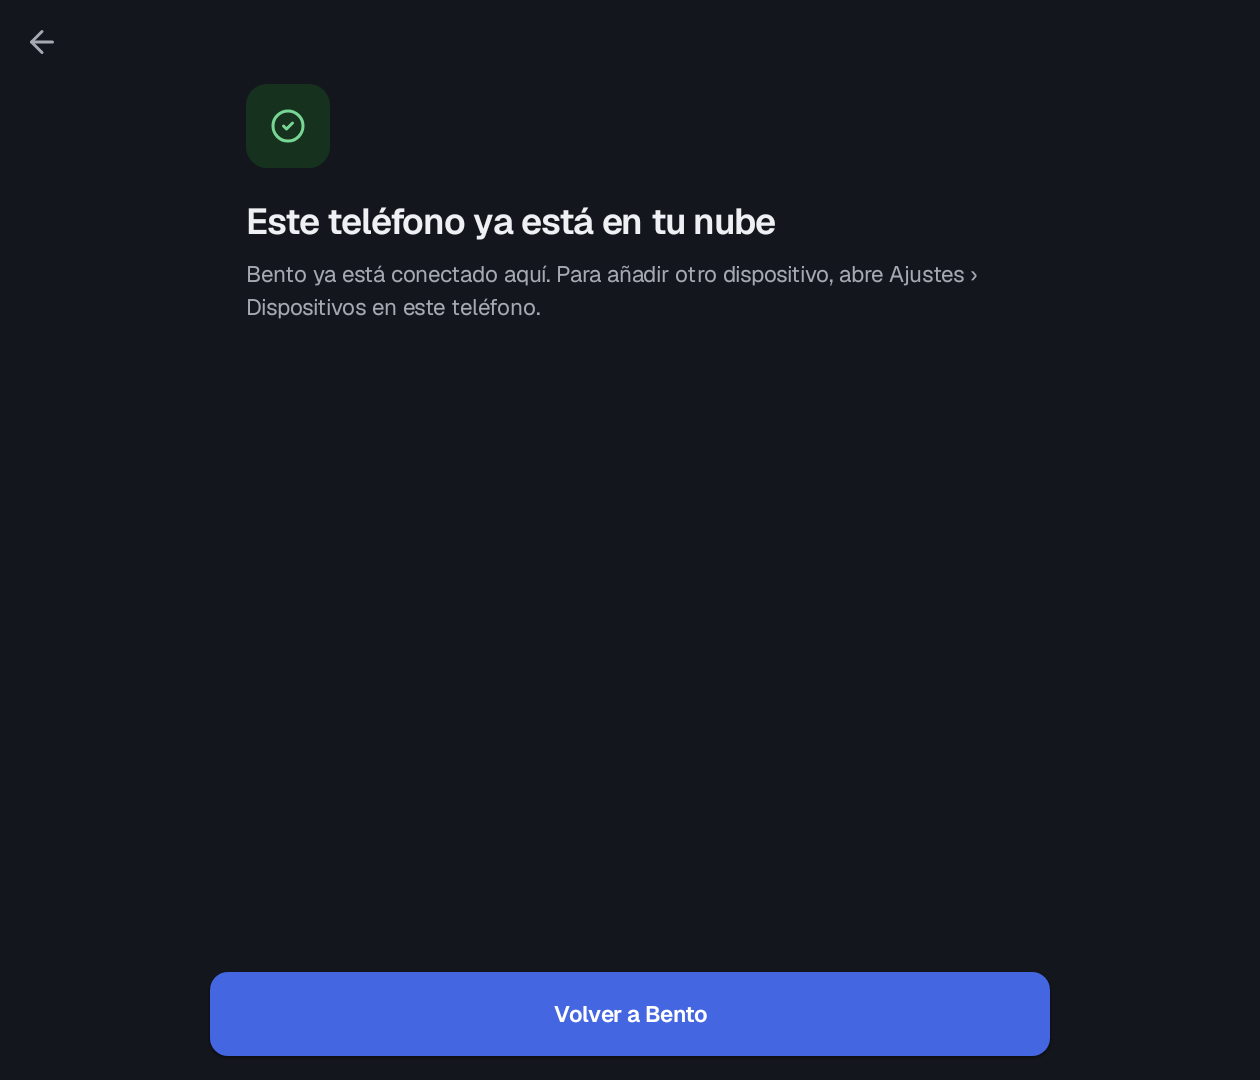 Este teléfono ya está en tu nube
Bento ya está conectado aquí. Para añadir otro dispositivo, abre Ajustes ›
Dispositivos en este teléfono.
Volver a Bento